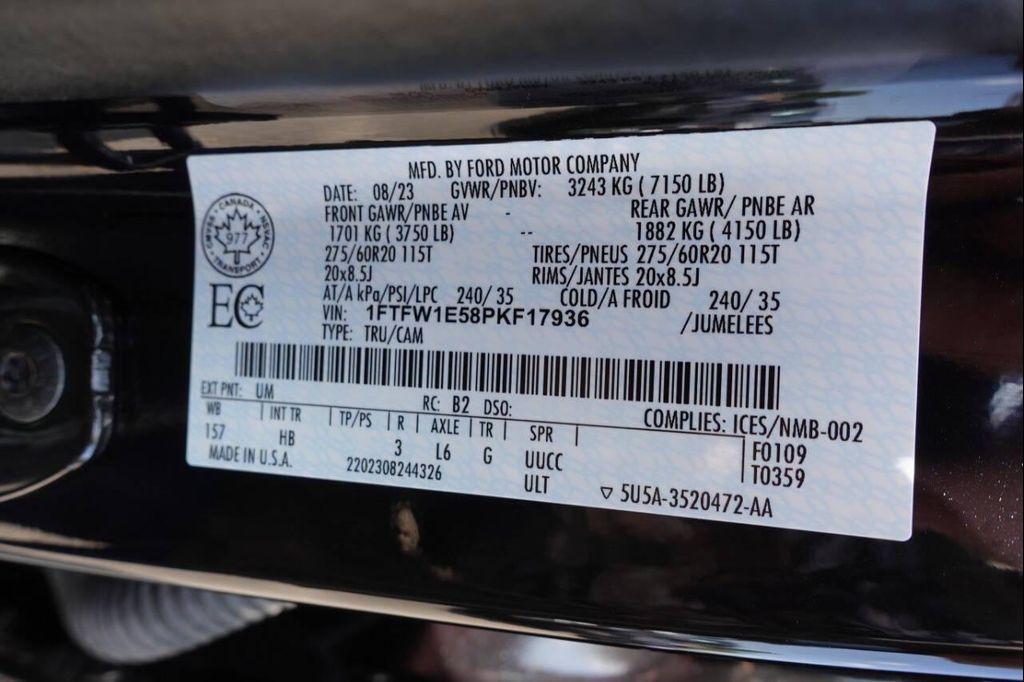 MFD. BY FORD MOTOR COMPANY
DATE: 08/23 GVWR/PNBV: 3243 KG ( 7150 LB)
FRONT GAWR/PNBE AV - REAR GAWR/ PNBE AR
1701 KG ( 3750 LB) -- 1882 KG ( 4150 LB)
275/60R20 115T TIRES/PNEUS 275/60R20 115T
20x8.5J RIMS/JANTES 20x8.5J
AT/A kPa/PSI/LPC 240/ 35 COLD/A FROID 240/ 35
VIN: 1FTFW1E58PKF17936 /JUMELEES
TYPE: TRU/CAM
CANADA
977
TRANSPORT
EC
EXT PNT: UM RC: B2 DSO: COMPLIES: ICES/NMB-002
WB | INT TR | TP/PS | R | AXLE | TR | SPR | F0109
157 HB 3 L6 G UUCC T0359
MADE IN U.S.A. 2202308244326 ULT ▽ 5U5A-3520472-AA